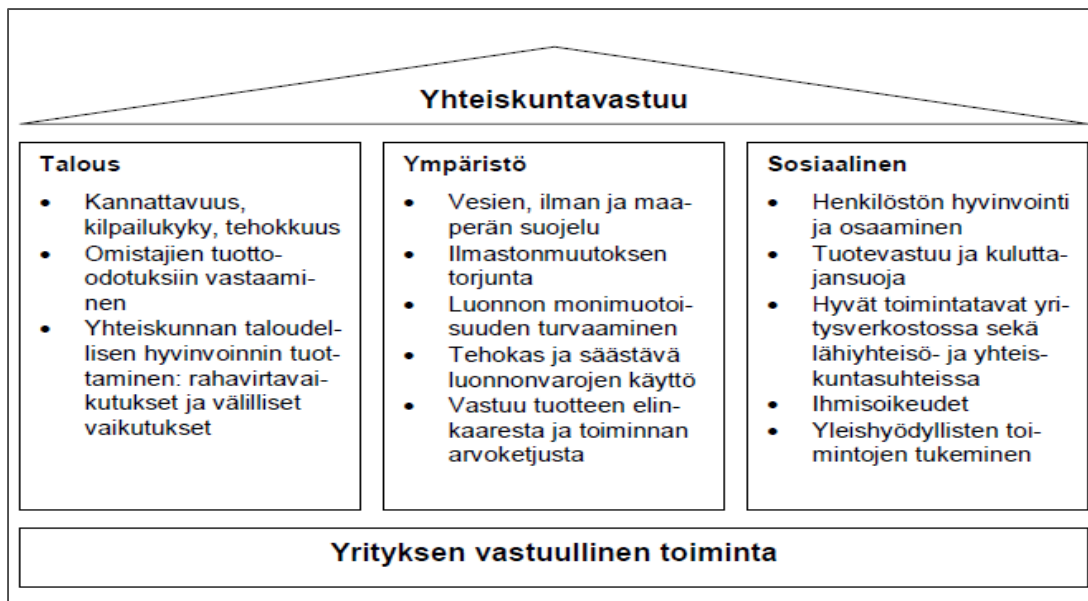 Yhteiskuntavastuu
Talous
• Kannattavuus,
kilpailukyky, tehokkuus
• Omistajien tuotto-
odotuksiin vastaami-
nen
• Yhteiskunnan taloudel-
lisen hyvinvoinnin tuot-
taminen: rahavirtavai-
kutukset ja välilliset
vaikutukset
Ympäristö
• Vesien, ilman ja maa-
perän suojelu
• Ilmastonmuutoksen
torjunta
• Luonnon monimuotoi-
suuden turvaaminen
• Tehokas ja säästävä
luonnonvarojen käyttö
• Vastuu tuotteen elin-
kaaresta ja toiminnan
arvoketjusta
Sosiaalinen
• Henkilöstön hyvinvointi
ja osaaminen
• Tuotevastuu ja kulutta-
jansuoja
• Hyvät toimintatavat yri-
tysverkostossa sekä
lähiyhteisö- ja yhteis-
kuntasuhteissa
• Ihmisoikeudet
• Yleishyödyllisten toi-
mintojen tukeminen
Yrityksen vastuullinen toiminta